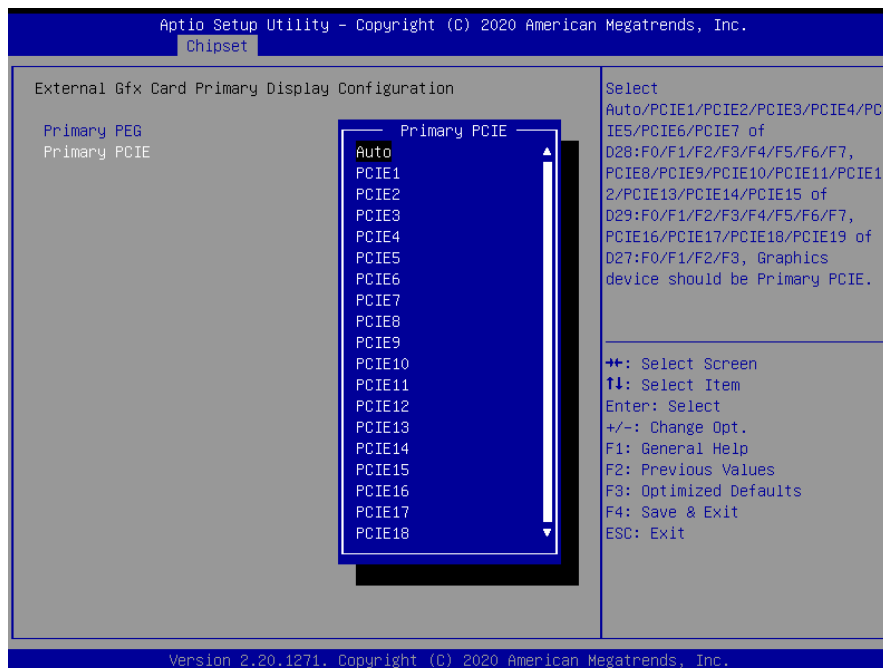 Aptio Setup Utility – Copyright (C) 2020 American Megatrends, Inc.
Chipset
External Gfx Card Primary Display Configuration
Primary PEG
Primary PCIE
Primary PCIE
Auto
PCIE1
PCIE2
PCIE3
PCIE4
PCIE5
PCIE6
PCIE7
PCIE8
PCIE9
PCIE10
PCIE11
PCIE12
PCIE13
PCIE14
PCIE15
PCIE16
PCIE17
PCIE18
Select
Auto/PCIE1/PCIE2/PCIE3/PCIE4/PC
IE5/PCIE6/PCIE7 of
D28:F0/F1/F2/F3/F4/F5/F6/F7,
PCIE8/PCIE9/PCIE10/PCIE11/PCIE1
2/PCIE13/PCIE14/PCIE15 of
D29:F0/F1/F2/F3/F4/F5/F6/F7,
PCIE16/PCIE17/PCIE18/PCIE19 of
D27:F0/F1/F2/F3, Graphics
device should be Primary PCIE.
→←: Select Screen
↑↓: Select Item
Enter: Select
+/-: Change Opt.
F1: General Help
F2: Previous Values
F3: Optimized Defaults
F4: Save & Exit
ESC: Exit
Version 2.20.1271. Copyright (C) 2020 American Megatrends, Inc.